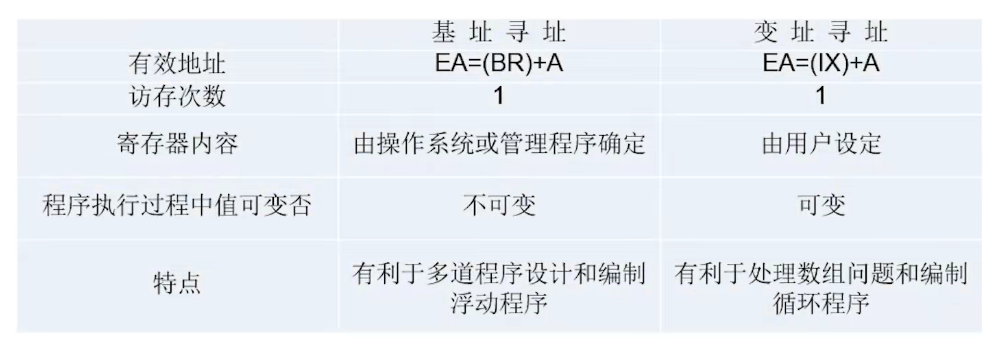 基 址 寻 址 变 址 寻 址
有效地址 EA=(BR)+A EA=(IX)+A
访存次数 1 1
寄存器内容 由操作系统或管理程序确定 由用户设定
程序执行过程中值可变否 不可变 可变
特点 有利于多道程序设计和编制 有利于处理数组问题和编制
浮动程序 循环程序